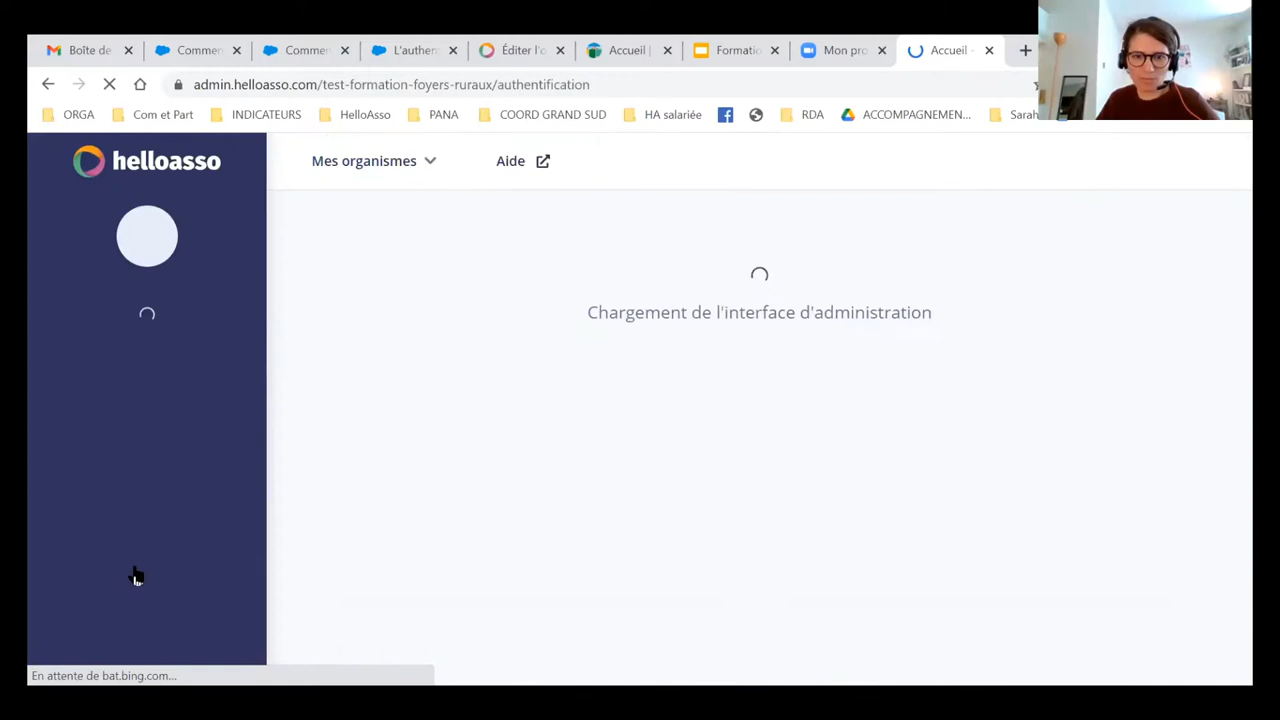 Boîte de
Commen
Commen
L'authen
Éditer l'o
Accueil |
Formatio
Mon pro
Accueil -
admin.helloasso.com/test-formation-foyers-ruraux/authentification
ORGA
Com et Part
INDICATEURS
HelloAsso
PANA
COORD GRAND SUD
HA salariée
RDA
ACCOMPAGNEMEN...
Sarah
helloasso
Mes organismes
Aide
Chargement de l'interface d'administration
En attente de bat.bing.com...